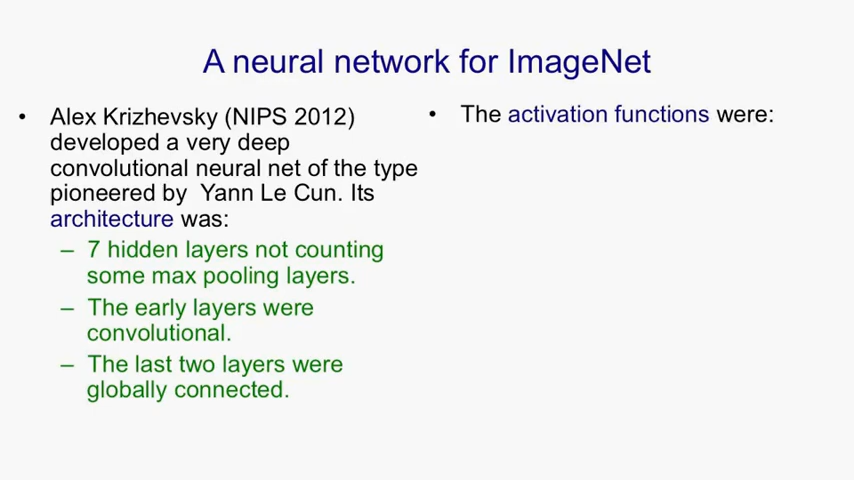 A neural network for ImageNet
• Alex Krizhevsky (NIPS 2012)
developed a very deep
convolutional neural net of the type
pioneered by Yann Le Cun. Its
architecture was:
– 7 hidden layers not counting
some max pooling layers.
– The early layers were
convolutional.
– The last two layers were
globally connected.
• The activation functions were: